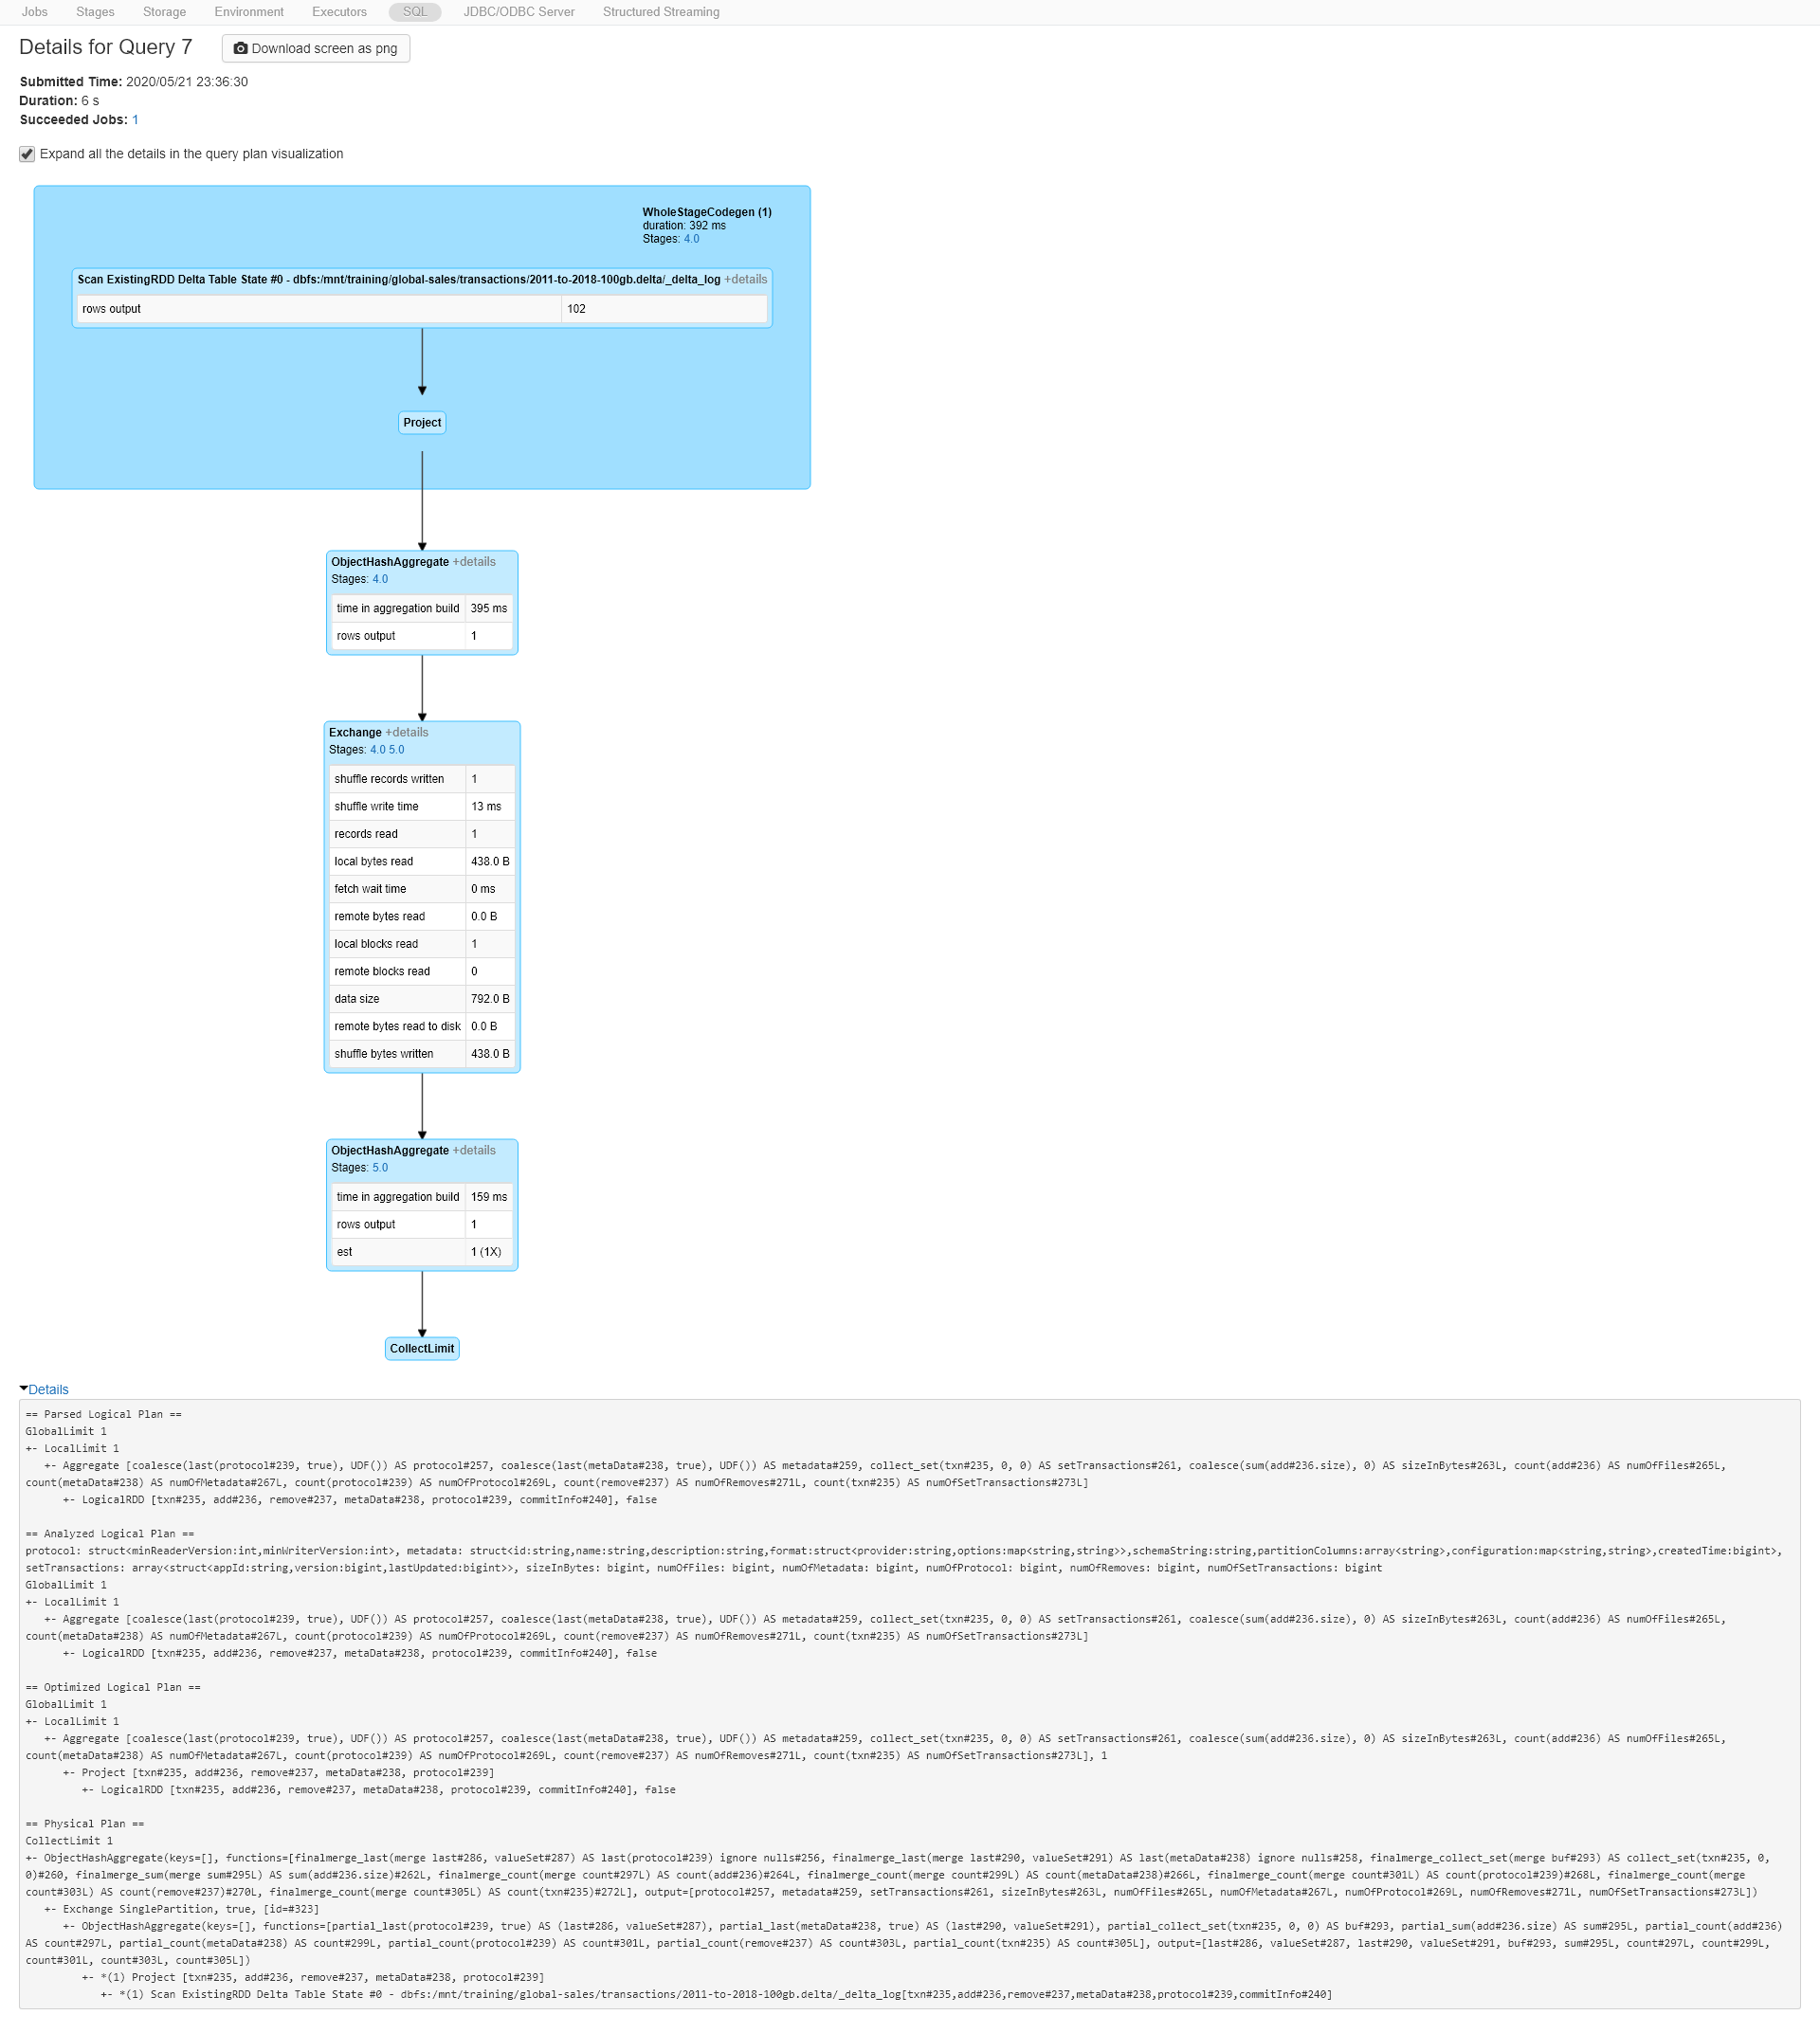 Jobs Stages Storage Environment Executors SQL JDBC/ODBC Server Structured Streaming
Details for Query 7 Download screen as png
Submitted Time: 2020/05/21 23:36:30
Duration: 6 s
Succeeded Jobs: 1
Expand all the details in the query plan visualization
WholeStageCodegen (1)
duration: 392 ms
Stages: 4.0
Scan ExistingRDD Delta Table State #0 - dbfs:/mnt/training/global-sales/transactions/2011-to-2018-100gb.delta/_delta_log +details
rows output 102
Project
ObjectHashAggregate +details
Stages: 4.0
time in aggregation build 395 ms
rows output 1
Exchange +details
Stages: 4.0 5.0
shuffle records written 1
shuffle write time 13 ms
records read 1
local bytes read 438.0 B
fetch wait time 0 ms
remote bytes read 0.0 B
local blocks read 1
remote blocks read 0
data size 792.0 B
remote bytes read to disk 0.0 B
shuffle bytes written 438.0 B
ObjectHashAggregate +details
Stages: 5.0
time in aggregation build 159 ms
rows output 1
est 1 (1X)
CollectLimit
Details
== Parsed Logical Plan ==
GlobalLimit 1
+- LocalLimit 1
   +- Aggregate [coalesce(last(protocol#239, true), UDF()) AS protocol#257, coalesce(last(metaData#238, true), UDF()) AS metadata#259, collect_set(txn#235, 0, 0) AS setTransactions#261, coalesce(sum(add#236.size), 0) AS sizeInBytes#263L, count(add#236) AS numOfFiles#265L,
count(metaData#238) AS numOfMetadata#267L, count(protocol#239) AS numOfProtocol#269L, count(remove#237) AS numOfRemoves#271L, count(txn#235) AS numOfSetTransactions#273L]
      +- LogicalRDD [txn#235, add#236, remove#237, metaData#238, protocol#239, commitInfo#240], false
== Analyzed Logical Plan ==
protocol: struct<minReaderVersion:int,minWriterVersion:int>, metadata: struct<id:string,name:string,description:string,format:struct<provider:string,options:map<string,string>>,schemaString:string,partitionColumns:array<string>,configuration:map<string,string>,createdTime:bigint>,
setTransactions: array<struct<appId:string,version:bigint,lastUpdated:bigint>>, sizeInBytes: bigint, numOfFiles: bigint, numOfMetadata: bigint, numOfProtocol: bigint, numOfRemoves: bigint, numOfSetTransactions: bigint
GlobalLimit 1
+- LocalLimit 1
   +- Aggregate [coalesce(last(protocol#239, true), UDF()) AS protocol#257, coalesce(last(metaData#238, true), UDF()) AS metadata#259, collect_set(txn#235, 0, 0) AS setTransactions#261, coalesce(sum(add#236.size), 0) AS sizeInBytes#263L, count(add#236) AS numOfFiles#265L,
count(metaData#238) AS numOfMetadata#267L, count(protocol#239) AS numOfProtocol#269L, count(remove#237) AS numOfRemoves#271L, count(txn#235) AS numOfSetTransactions#273L]
      +- LogicalRDD [txn#235, add#236, remove#237, metaData#238, protocol#239, commitInfo#240], false
== Optimized Logical Plan ==
GlobalLimit 1
+- LocalLimit 1
   +- Aggregate [coalesce(last(protocol#239, true), UDF()) AS protocol#257, coalesce(last(metaData#238, true), UDF()) AS metadata#259, collect_set(txn#235, 0, 0) AS setTransactions#261, coalesce(sum(add#236.size), 0) AS sizeInBytes#263L, count(add#236) AS numOfFiles#265L,
count(metaData#238) AS numOfMetadata#267L, count(protocol#239) AS numOfProtocol#269L, count(remove#237) AS numOfRemoves#271L, count(txn#235) AS numOfSetTransactions#273L], 1
      +- Project [txn#235, add#236, remove#237, metaData#238, protocol#239]
         +- LogicalRDD [txn#235, add#236, remove#237, metaData#238, protocol#239, commitInfo#240], false
== Physical Plan ==
CollectLimit 1
+- ObjectHashAggregate(keys=[], functions=[finalmerge_last(merge last#286, valueSet#287) AS last(protocol#239) ignore nulls#256, finalmerge_last(merge last#290, valueSet#291) AS last(metaData#238) ignore nulls#258, finalmerge_collect_set(merge buf#293) AS collect_set(txn#235, 0,
0)#260, finalmerge_sum(merge sum#295L) AS sum(add#236.size)#262L, finalmerge_count(merge count#297L) AS count(add#236)#264L, finalmerge_count(merge count#299L) AS count(metaData#238)#266L, finalmerge_count(merge count#301L) AS count(protocol#239)#268L, finalmerge_count(merge
count#303L) AS count(remove#237)#270L, finalmerge_count(merge count#305L) AS count(txn#235)#272L], output=[protocol#257, metadata#259, setTransactions#261, sizeInBytes#263L, numOfFiles#265L, numOfMetadata#267L, numOfProtocol#269L, numOfRemoves#271L, numOfSetTransactions#273L])
   +- Exchange SinglePartition, true, [id=#323]
      +- ObjectHashAggregate(keys=[], functions=[partial_last(protocol#239, true) AS (last#286, valueSet#287), partial_last(metaData#238, true) AS (last#290, valueSet#291), partial_collect_set(txn#235, 0, 0) AS buf#293, partial_sum(add#236.size) AS sum#295L, partial_count(add#236)
AS count#297L, partial_count(metaData#238) AS count#299L, partial_count(protocol#239) AS count#301L, partial_count(remove#237) AS count#303L, partial_count(txn#235) AS count#305L], output=[last#286, valueSet#287, last#290, valueSet#291, buf#293, sum#295L, count#297L, count#299L,
count#301L, count#303L, count#305L])
         +- *(1) Project [txn#235, add#236, remove#237, metaData#238, protocol#239]
            +- *(1) Scan ExistingRDD Delta Table State #0 - dbfs:/mnt/training/global-sales/transactions/2011-to-2018-100gb.delta/_delta_log[txn#235,add#236,remove#237,metaData#238,protocol#239,commitInfo#240]